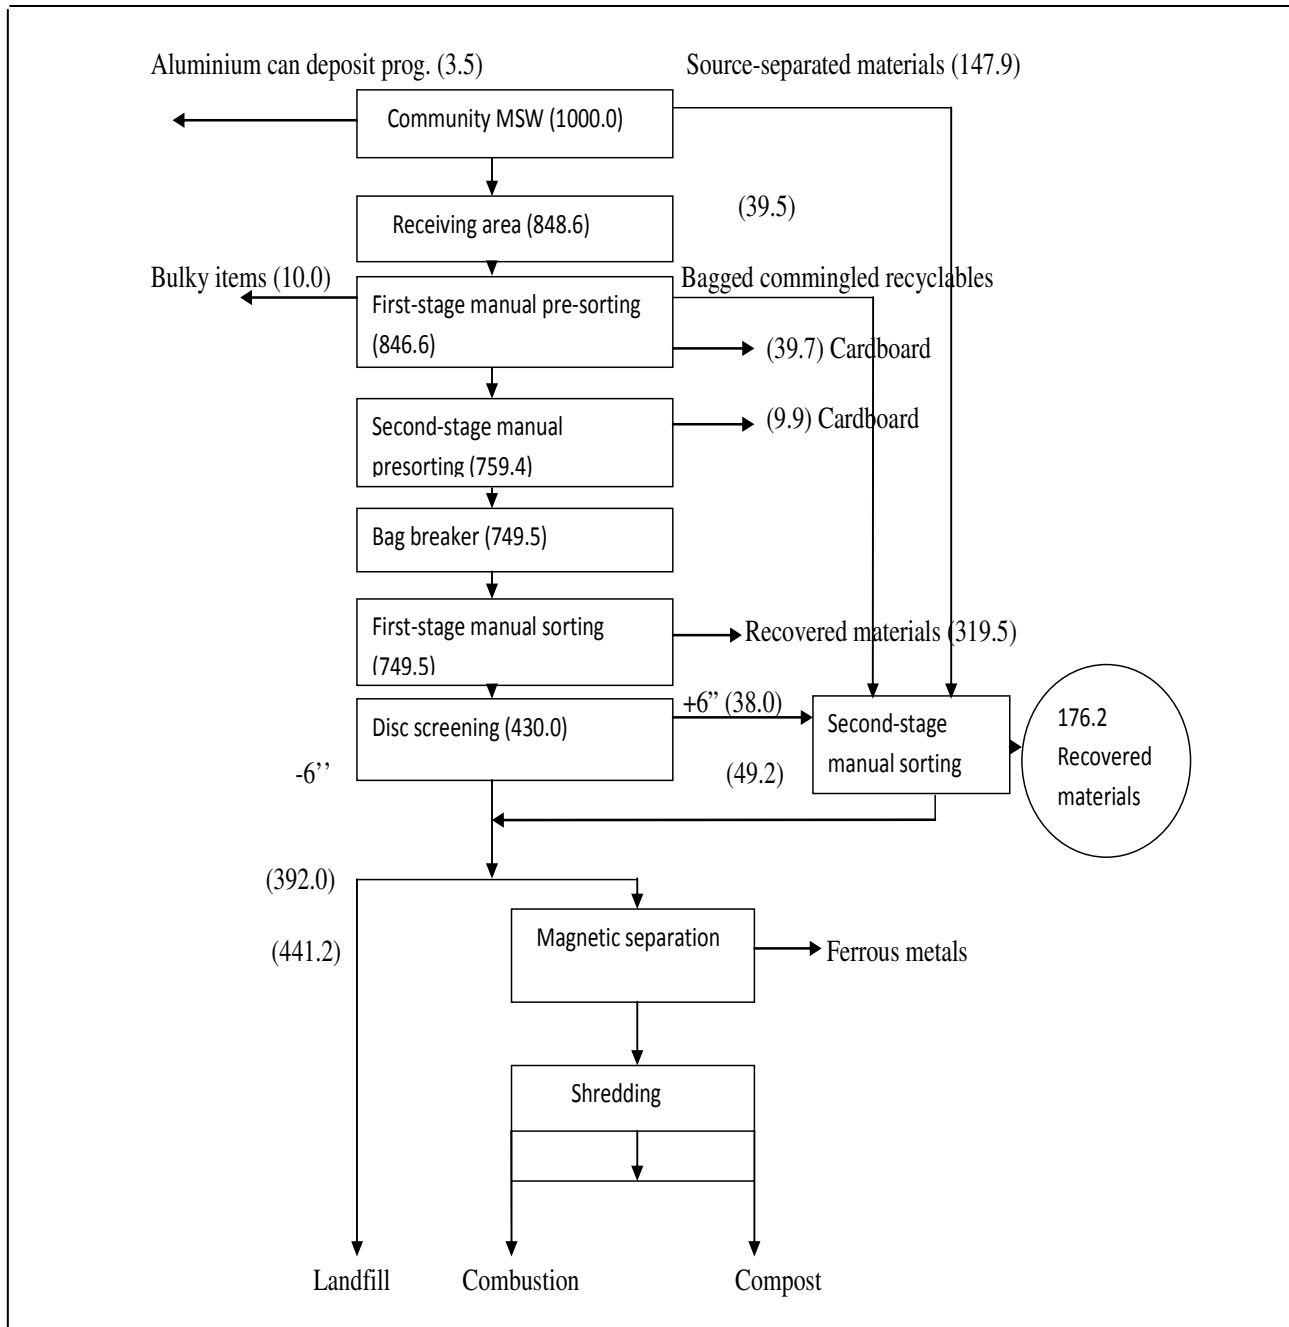 Aluminium can deposit prog. (3.5)
Source-separated materials (147.9)
Community MSW (1000.0)
Receiving area (848.6)
(39.5)
Bulky items (10.0)
Bagged commingled recyclables
First-stage manual pre-sorting
(846.6)
(39.7) Cardboard
Second-stage manual
presorting (759.4)
(9.9) Cardboard
Bag breaker (749.5)
First-stage manual sorting
(749.5)
Recovered materials (319.5)
Disc screening (430.0)
+6” (38.0)
Second-stage
manual sorting
176.2
Recovered
materials
-6’’
(49.2)
(392.0)
(441.2)
Magnetic separation
Ferrous metals
Shredding
Landfill
Combustion
Compost